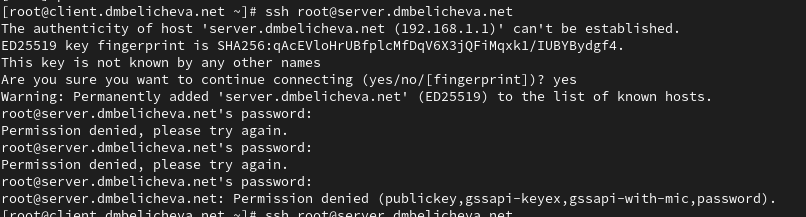 [root@client.dmbelicheva.net ~]# ssh root@server.dmbelicheva.net
The authenticity of host 'server.dmbelicheva.net (192.168.1.1)' can't be established.
ED25519 key fingerprint is SHA256:qAcEVloHrUBfplcMfDqV6X3jQFiMqxk1/IUBYBydgf4.
This key is not known by any other names
Are you sure you want to continue connecting (yes/no/[fingerprint])? yes
Warning: Permanently added 'server.dmbelicheva.net' (ED25519) to the list of known hosts.
root@server.dmbelicheva.net's password:
Permission denied, please try again.
root@server.dmbelicheva.net's password:
Permission denied, please try again.
root@server.dmbelicheva.net's password:
root@server.dmbelicheva.net: Permission denied (publickey,gssapi-keyex,gssapi-with-mic,password).
[root@client.dmbelicheva.net ~]# ssh root@server.dmbelicheva.net